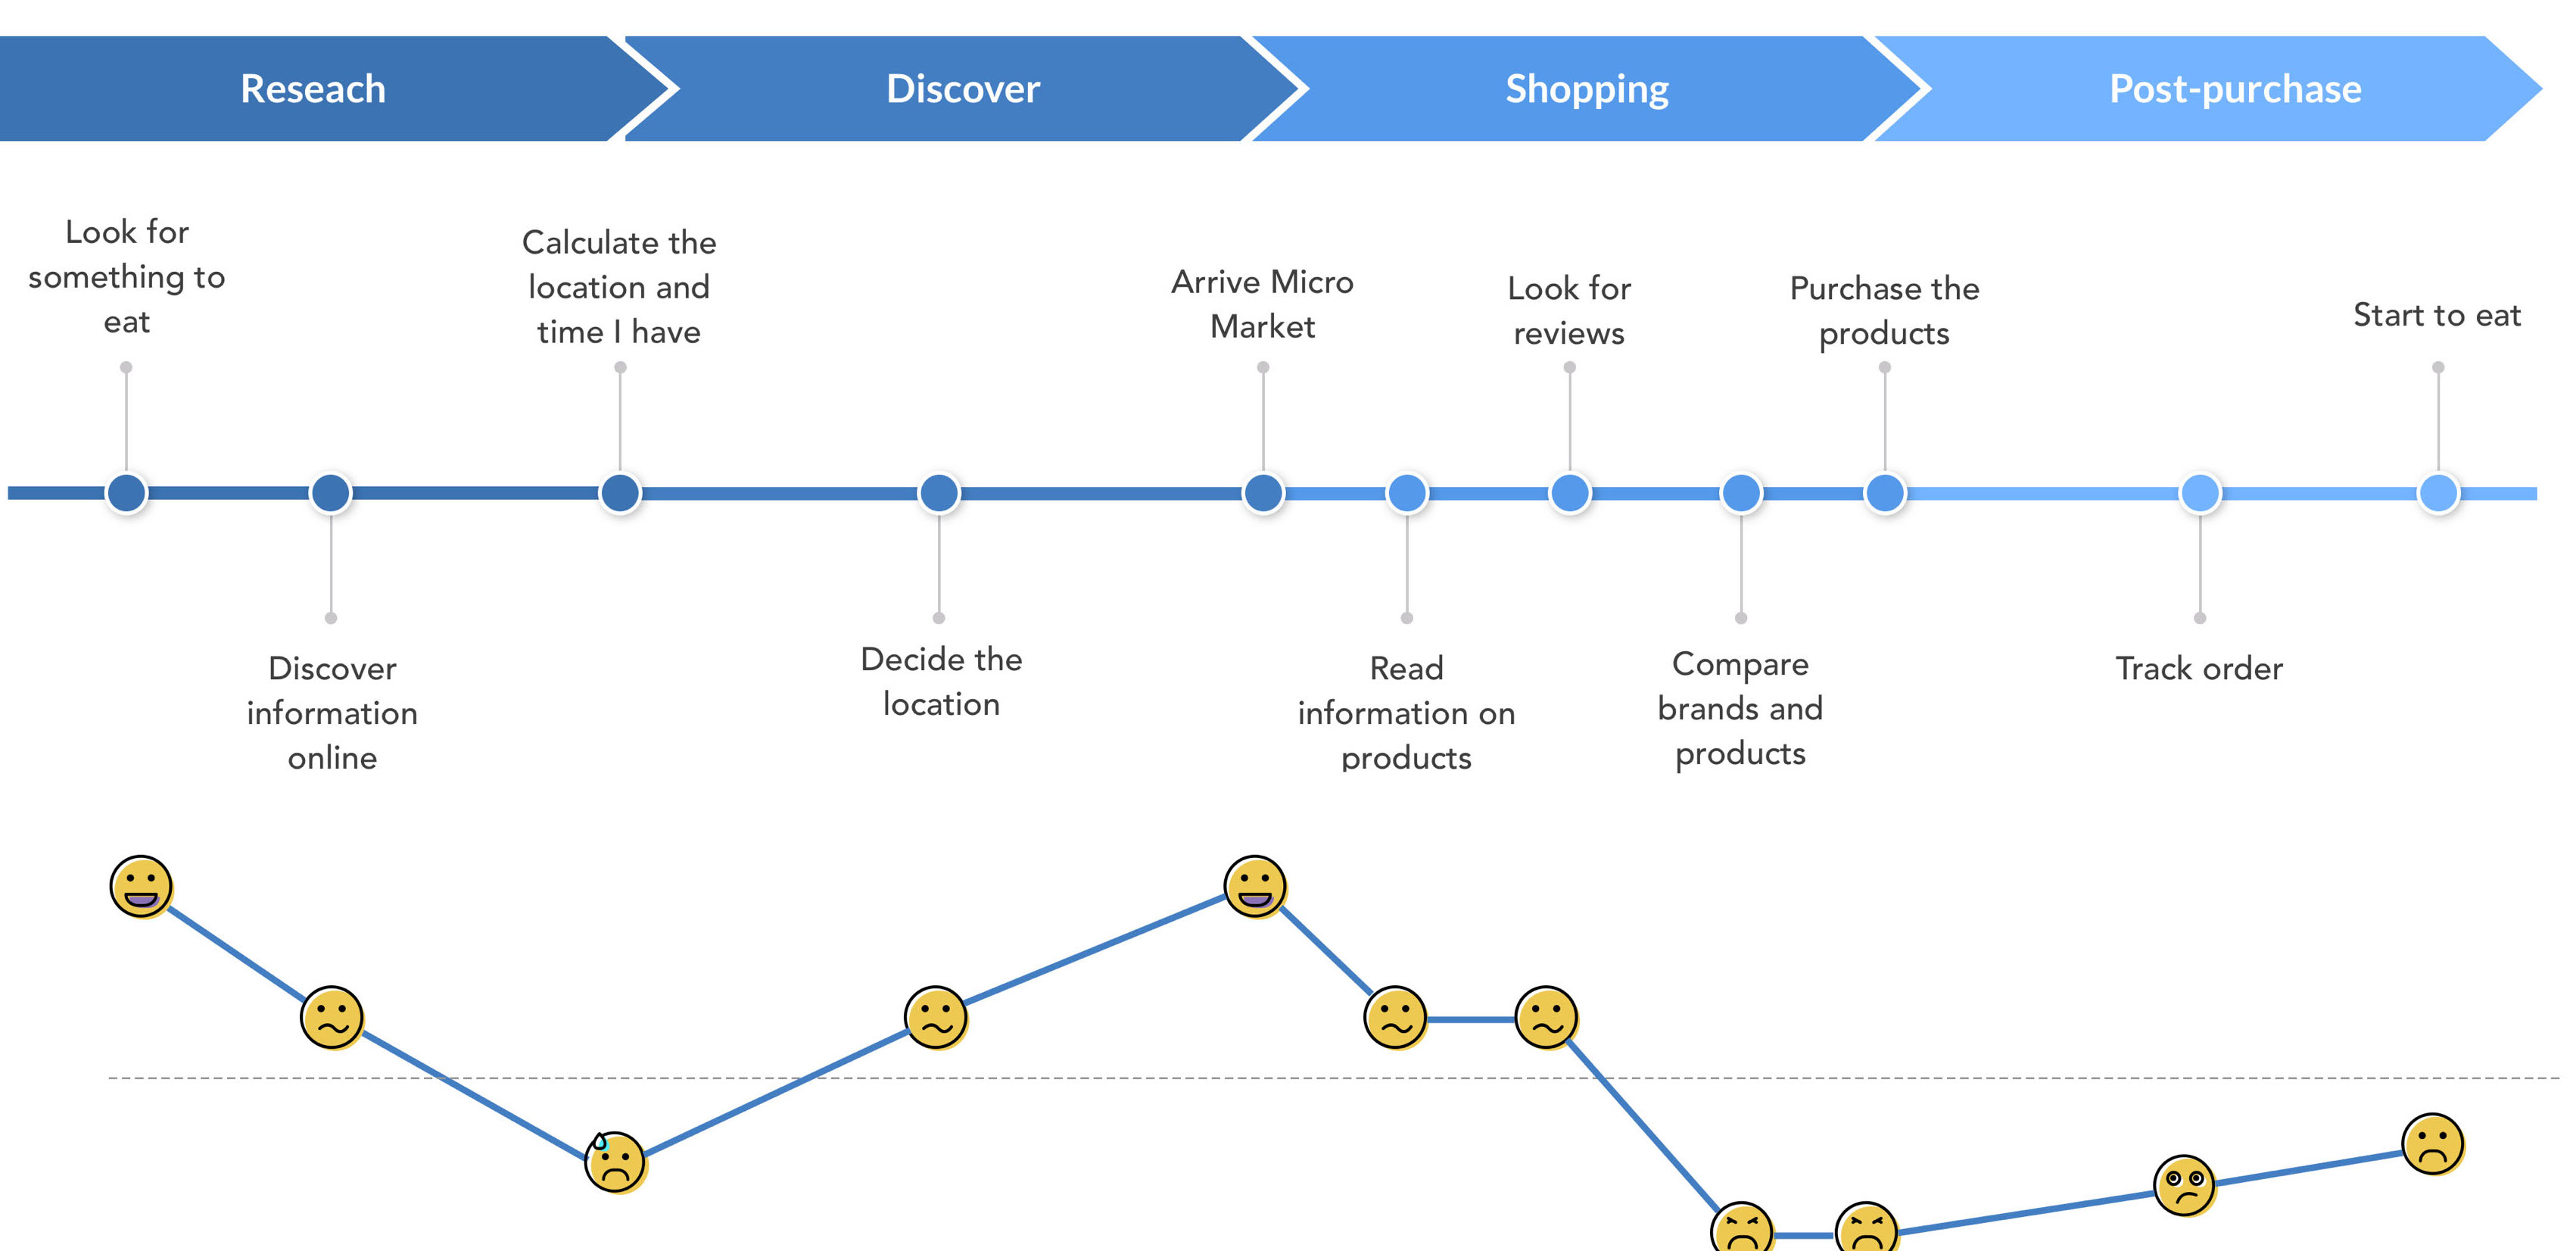 Reseach
Discover
Shopping
Post-purchase
Look for
something to
eat
Calculate the
location and
time I have
Arrive Micro
Market
Look for
reviews
Purchase the
products
Start to eat
Discover
information
online
Decide the
location
Read
information on
products
Compare
brands and
products
Track order